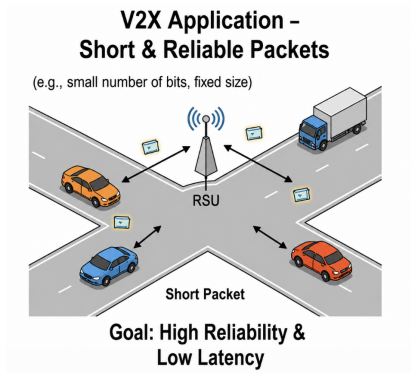 V2X Application –
Short & Reliable Packets
(e.g., small number of bits, fixed size)
RSU
Short Packet
Goal: High Reliability &
Low Latency